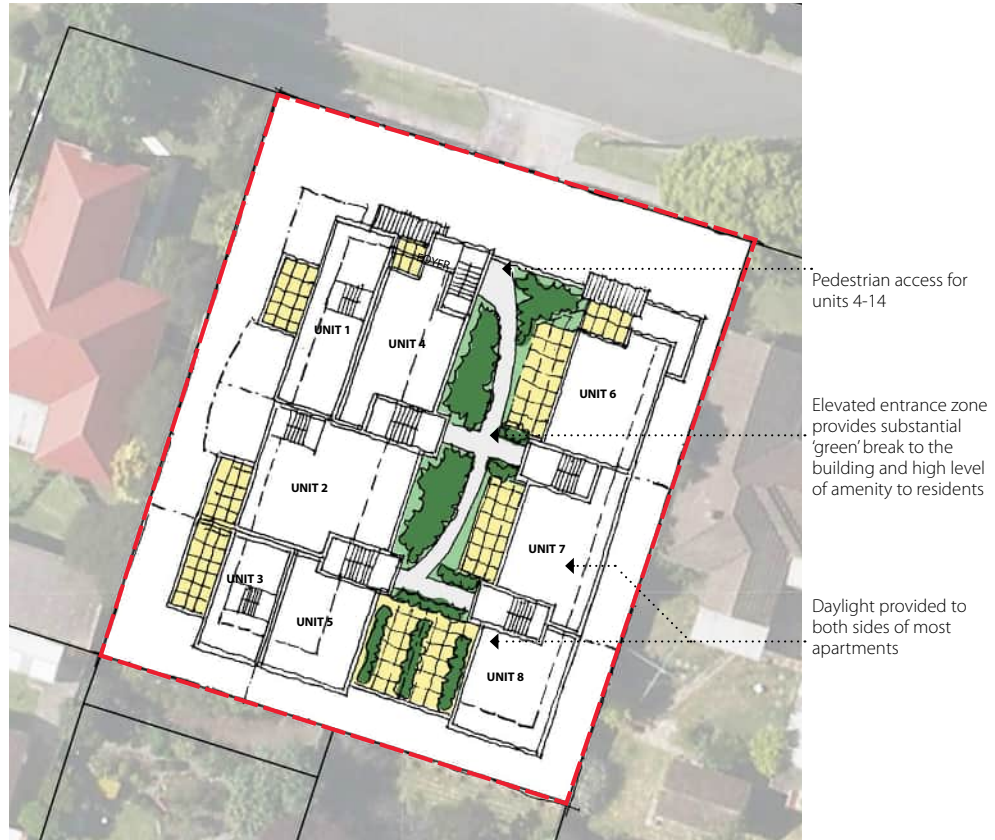 FOYER
UNIT 1
UNIT 4
UNIT 6
UNIT 2
UNIT 7
UNIT 3
UNIT 5
UNIT 8
Pedestrian access for
units 4-14
Elevated entrance zone
provides substantial
‘green’ break to the
building and high level
of amenity to residents
Daylight provided to
both sides of most
apartments